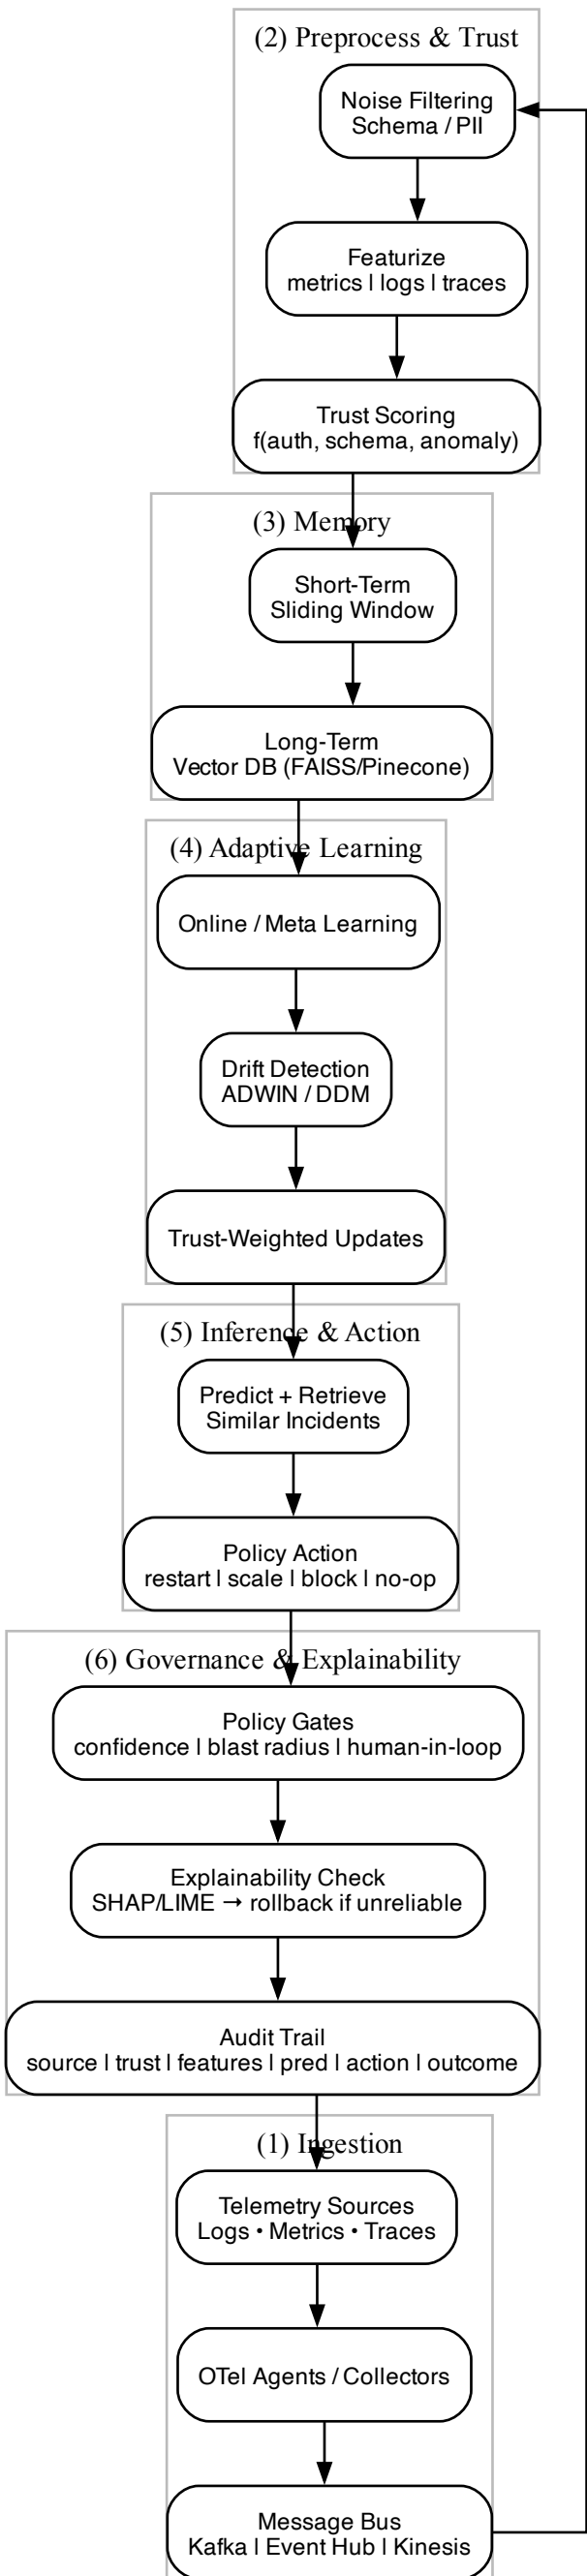 (2) Preprocess & Trust
Noise Filtering
Schema / PII
Featurize
metrics | logs | traces
Trust Scoring
f(auth, schema, anomaly)
(3) Memory
Short-Term
Sliding Window
Long-Term
Vector DB (FAISS/Pinecone)
(4) Adaptive Learning
Online / Meta Learning
Drift Detection
ADWIN / DDM
Trust-Weighted Updates
(5) Inference & Action
Predict + Retrieve
Similar Incidents
Policy Action
restart | scale | block | no-op
(6) Governance & Explainability
Policy Gates
confidence | blast radius | human-in-loop
Explainability Check
SHAP/LIME → rollback if unreliable
Audit Trail
source | trust | features | pred | action | outcome
(1) Ingestion
Telemetry Sources
Logs • Metrics • Traces
OTel Agents / Collectors
Message Bus
Kafka | Event Hub | Kinesis